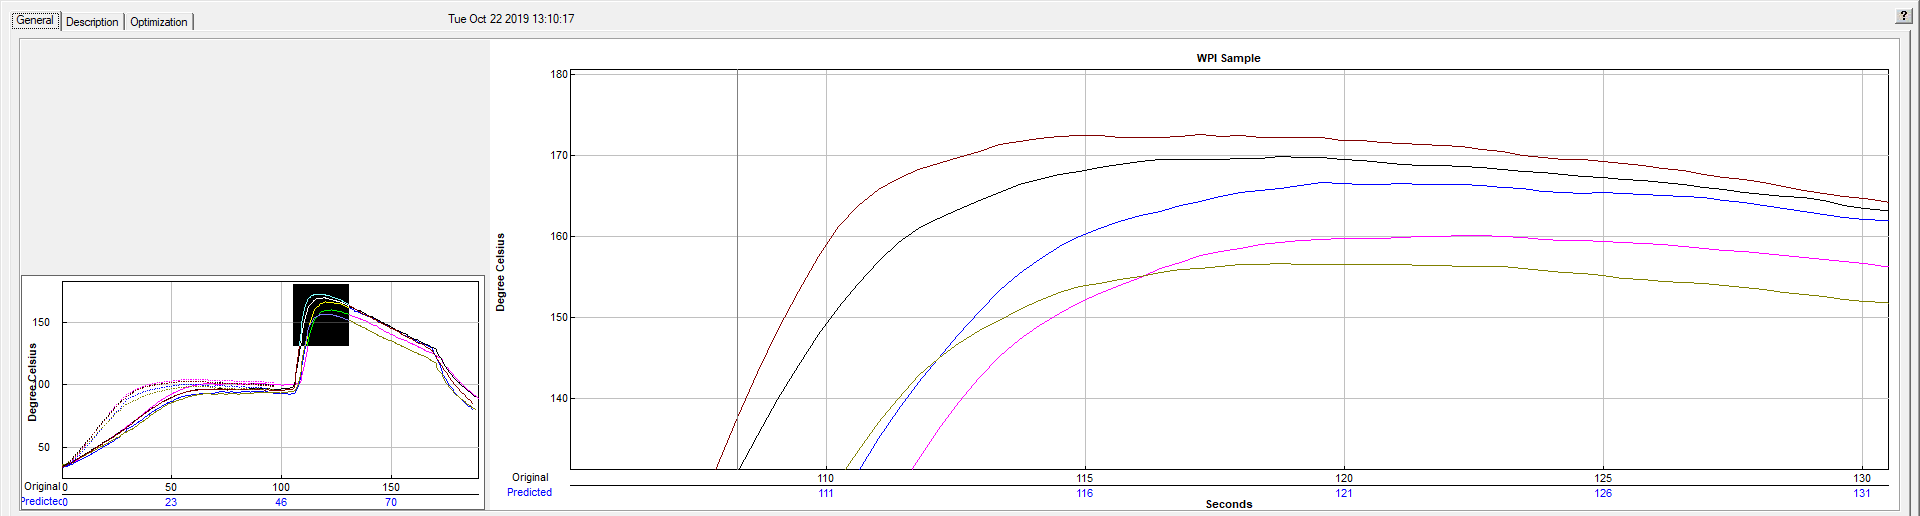 General Description Optimization Tue Oct 22 2019 13:10:17 ?
WPI Sample
180
170
160
150
140
Degree Celsius
Original 110 115 120 125 130
Predicted 111 116 121 126 131
Seconds
150
100
50
Degree Celsius
Original 0 50 100 150
Predicted 0 23 46 70